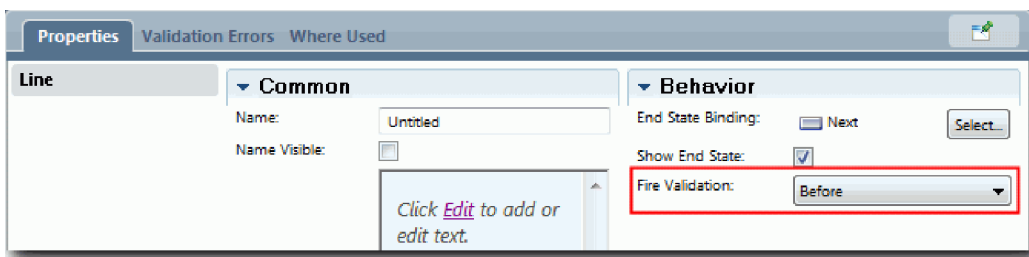 Properties Validation Errors Where Used
Line
Common
Name: Untitled
Name Visible:
Click Edit to add or
edit text.
Behavior
End State Binding: Next Select...
Show End State:
Fire Validation: Before